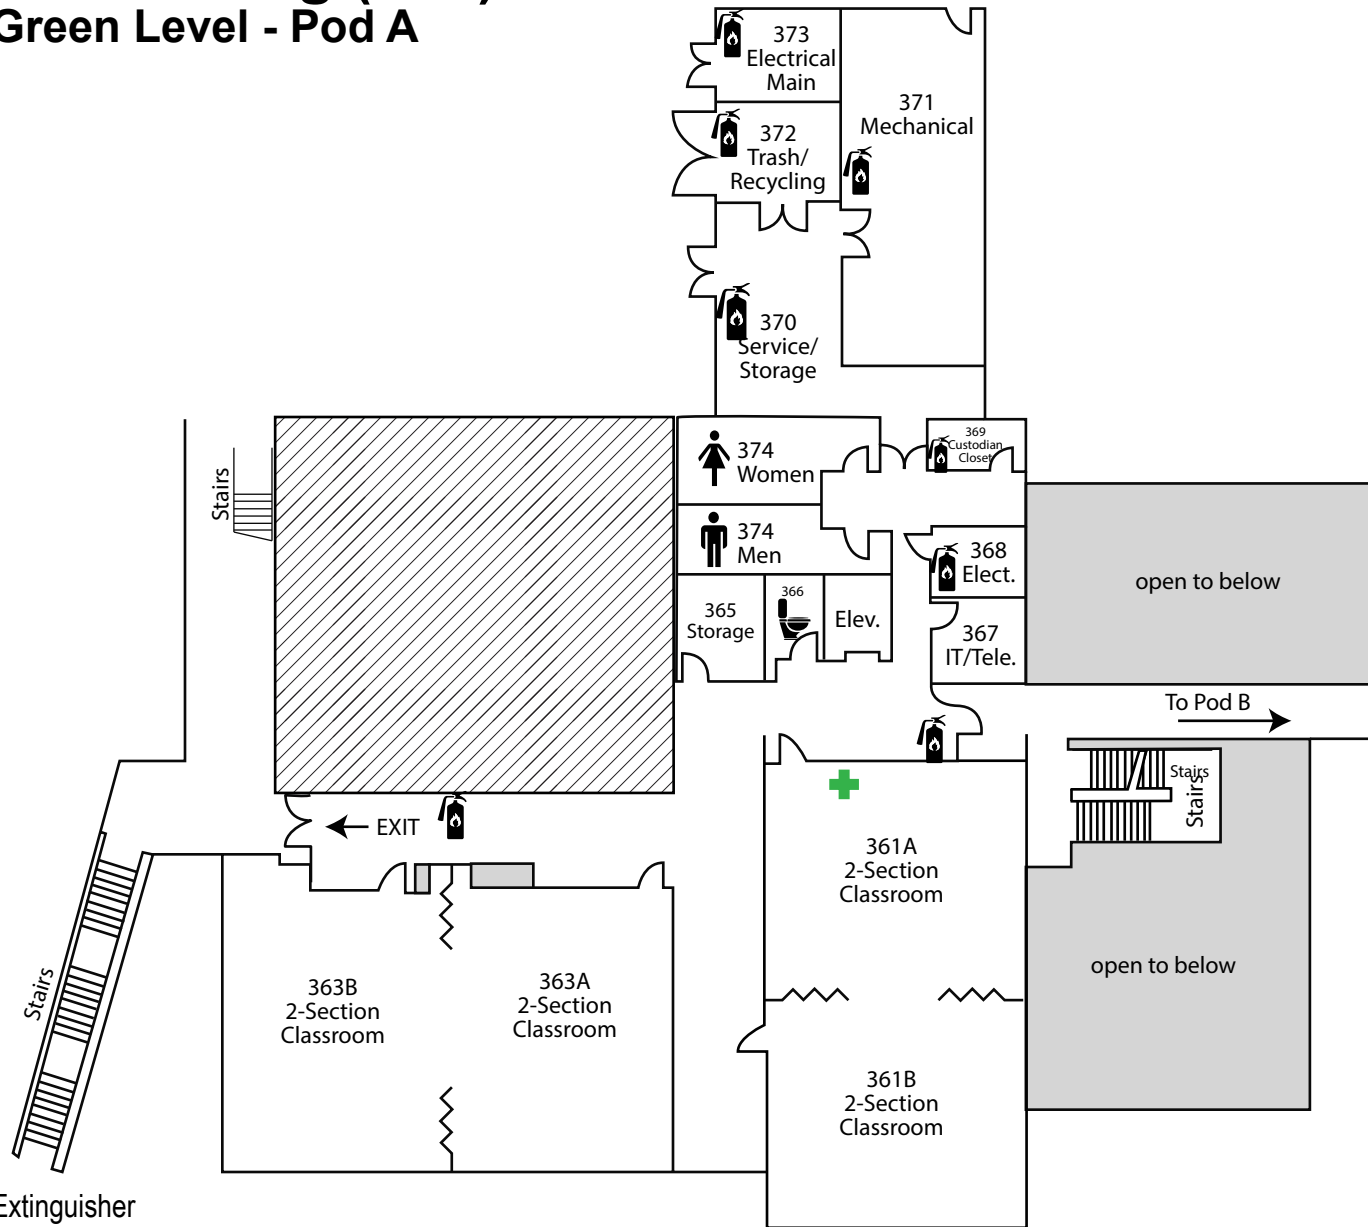 Green Level - Pod A
373
Electrical
Main
371
Mechanical
372
Trash/
Recycling
370
Service/
Storage
369
Custodian
Closet
374
Women
Stairs
374
Men
368
Elect.
open to below
366
365
Storage
Elev.
367
IT/Tele.
To Pod B
Stairs
Stairs
EXIT
361A
2-Section
Classroom
open to below
363B
2-Section
Classroom
363A
2-Section
Classroom
Stairs
361B
2-Section
Classroom
Extinguisher